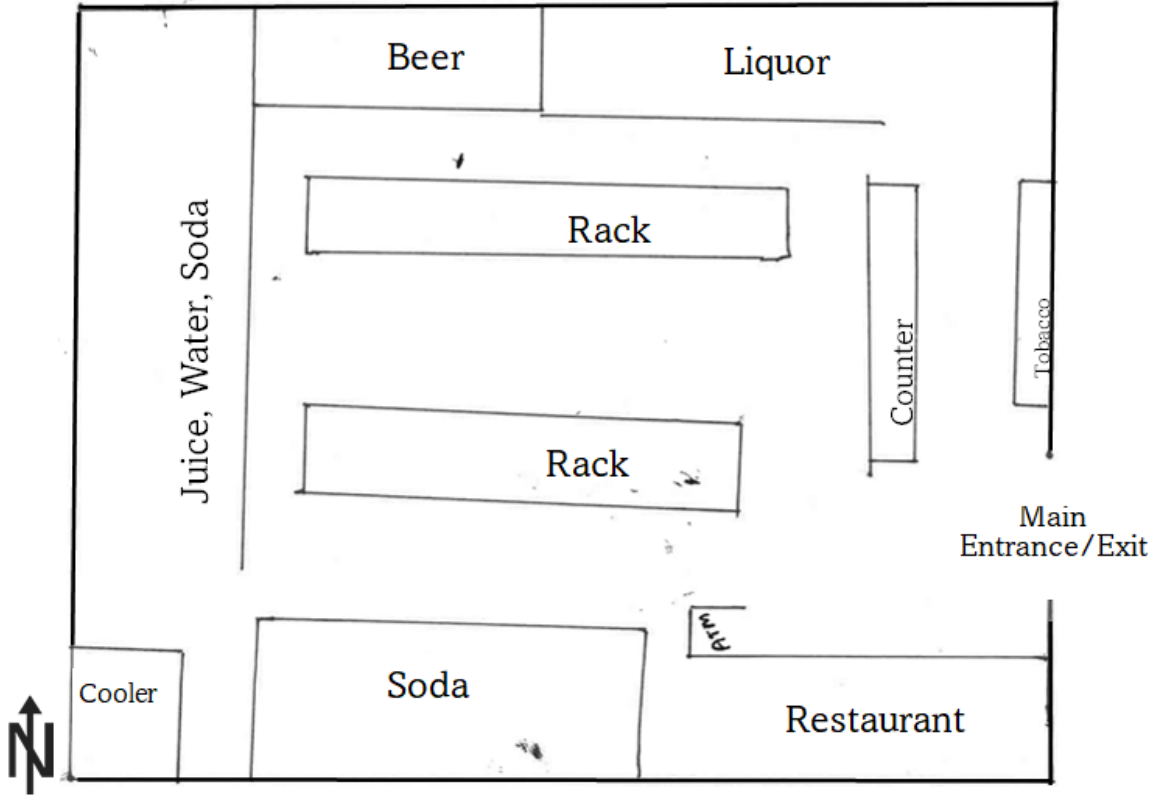 Beer
Liquor
Juice, Water, Soda
Rack
Counter
Tobacco
Rack
Main
Entrance/Exit
ATM
Cooler
Soda
Restaurant
N